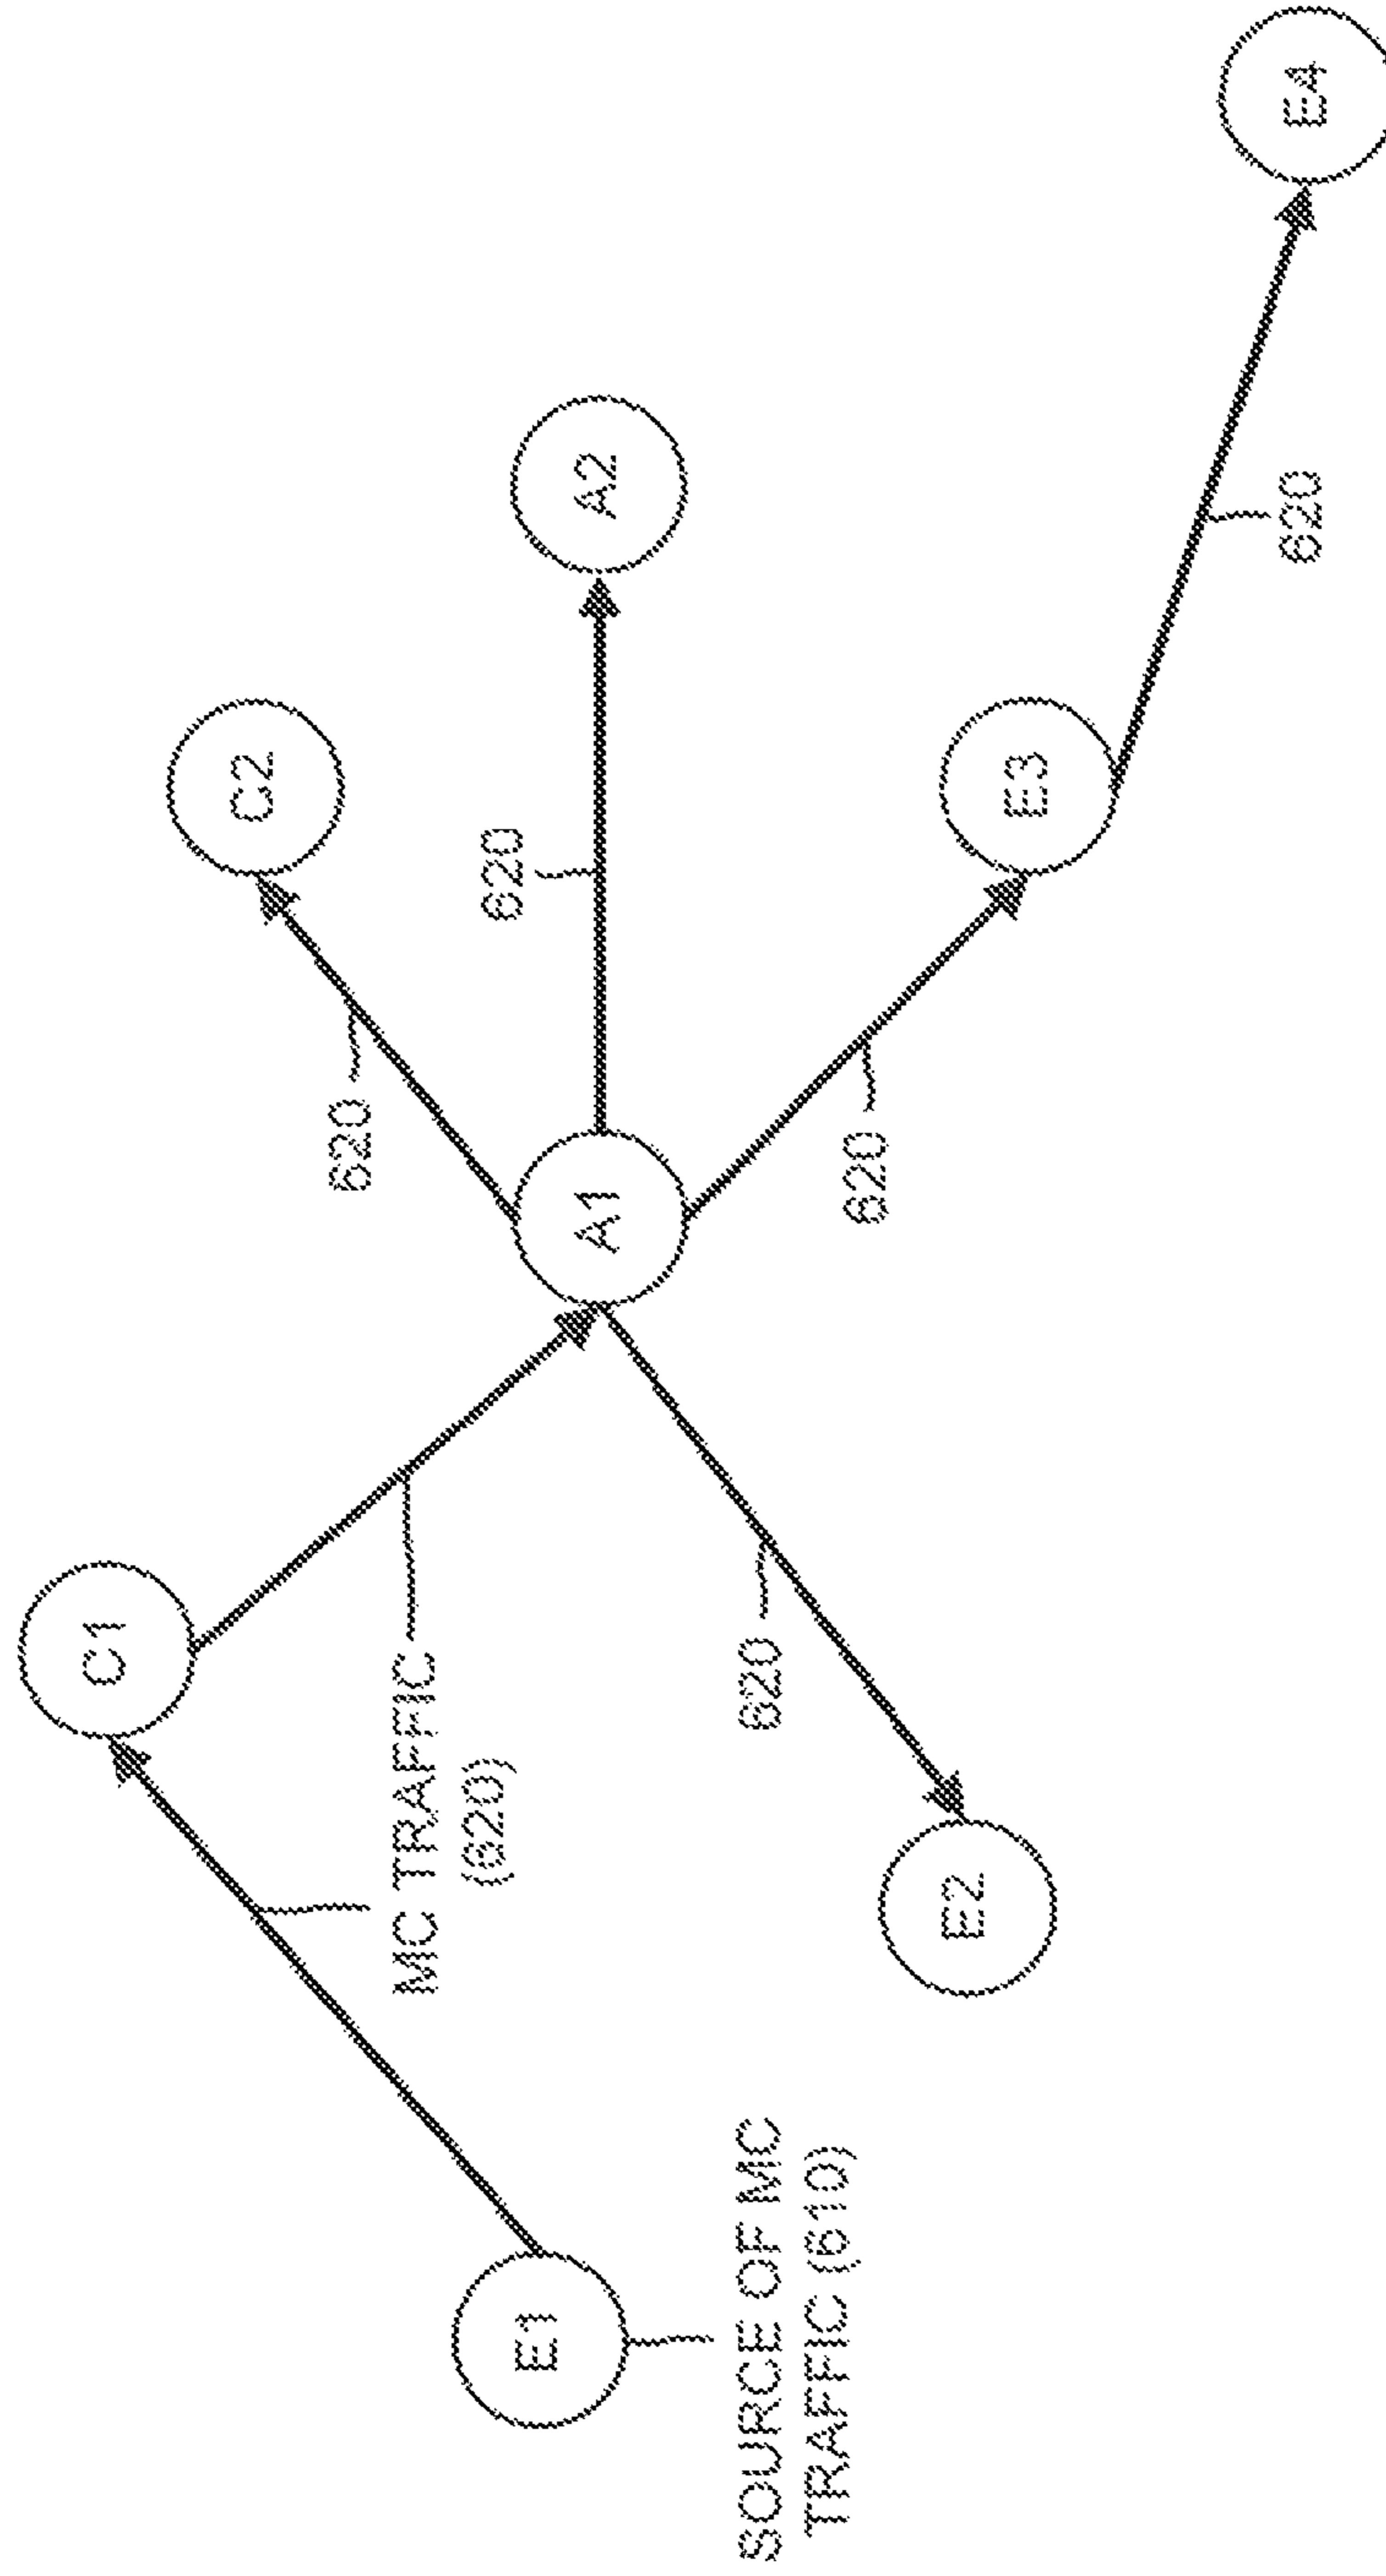 C1
C2
E4
620
MC TRAFFIC
(620)
620
A2
E1
A1
SOURCE OF MC
TRAFFIC (610)
620
620
E2
E3
620